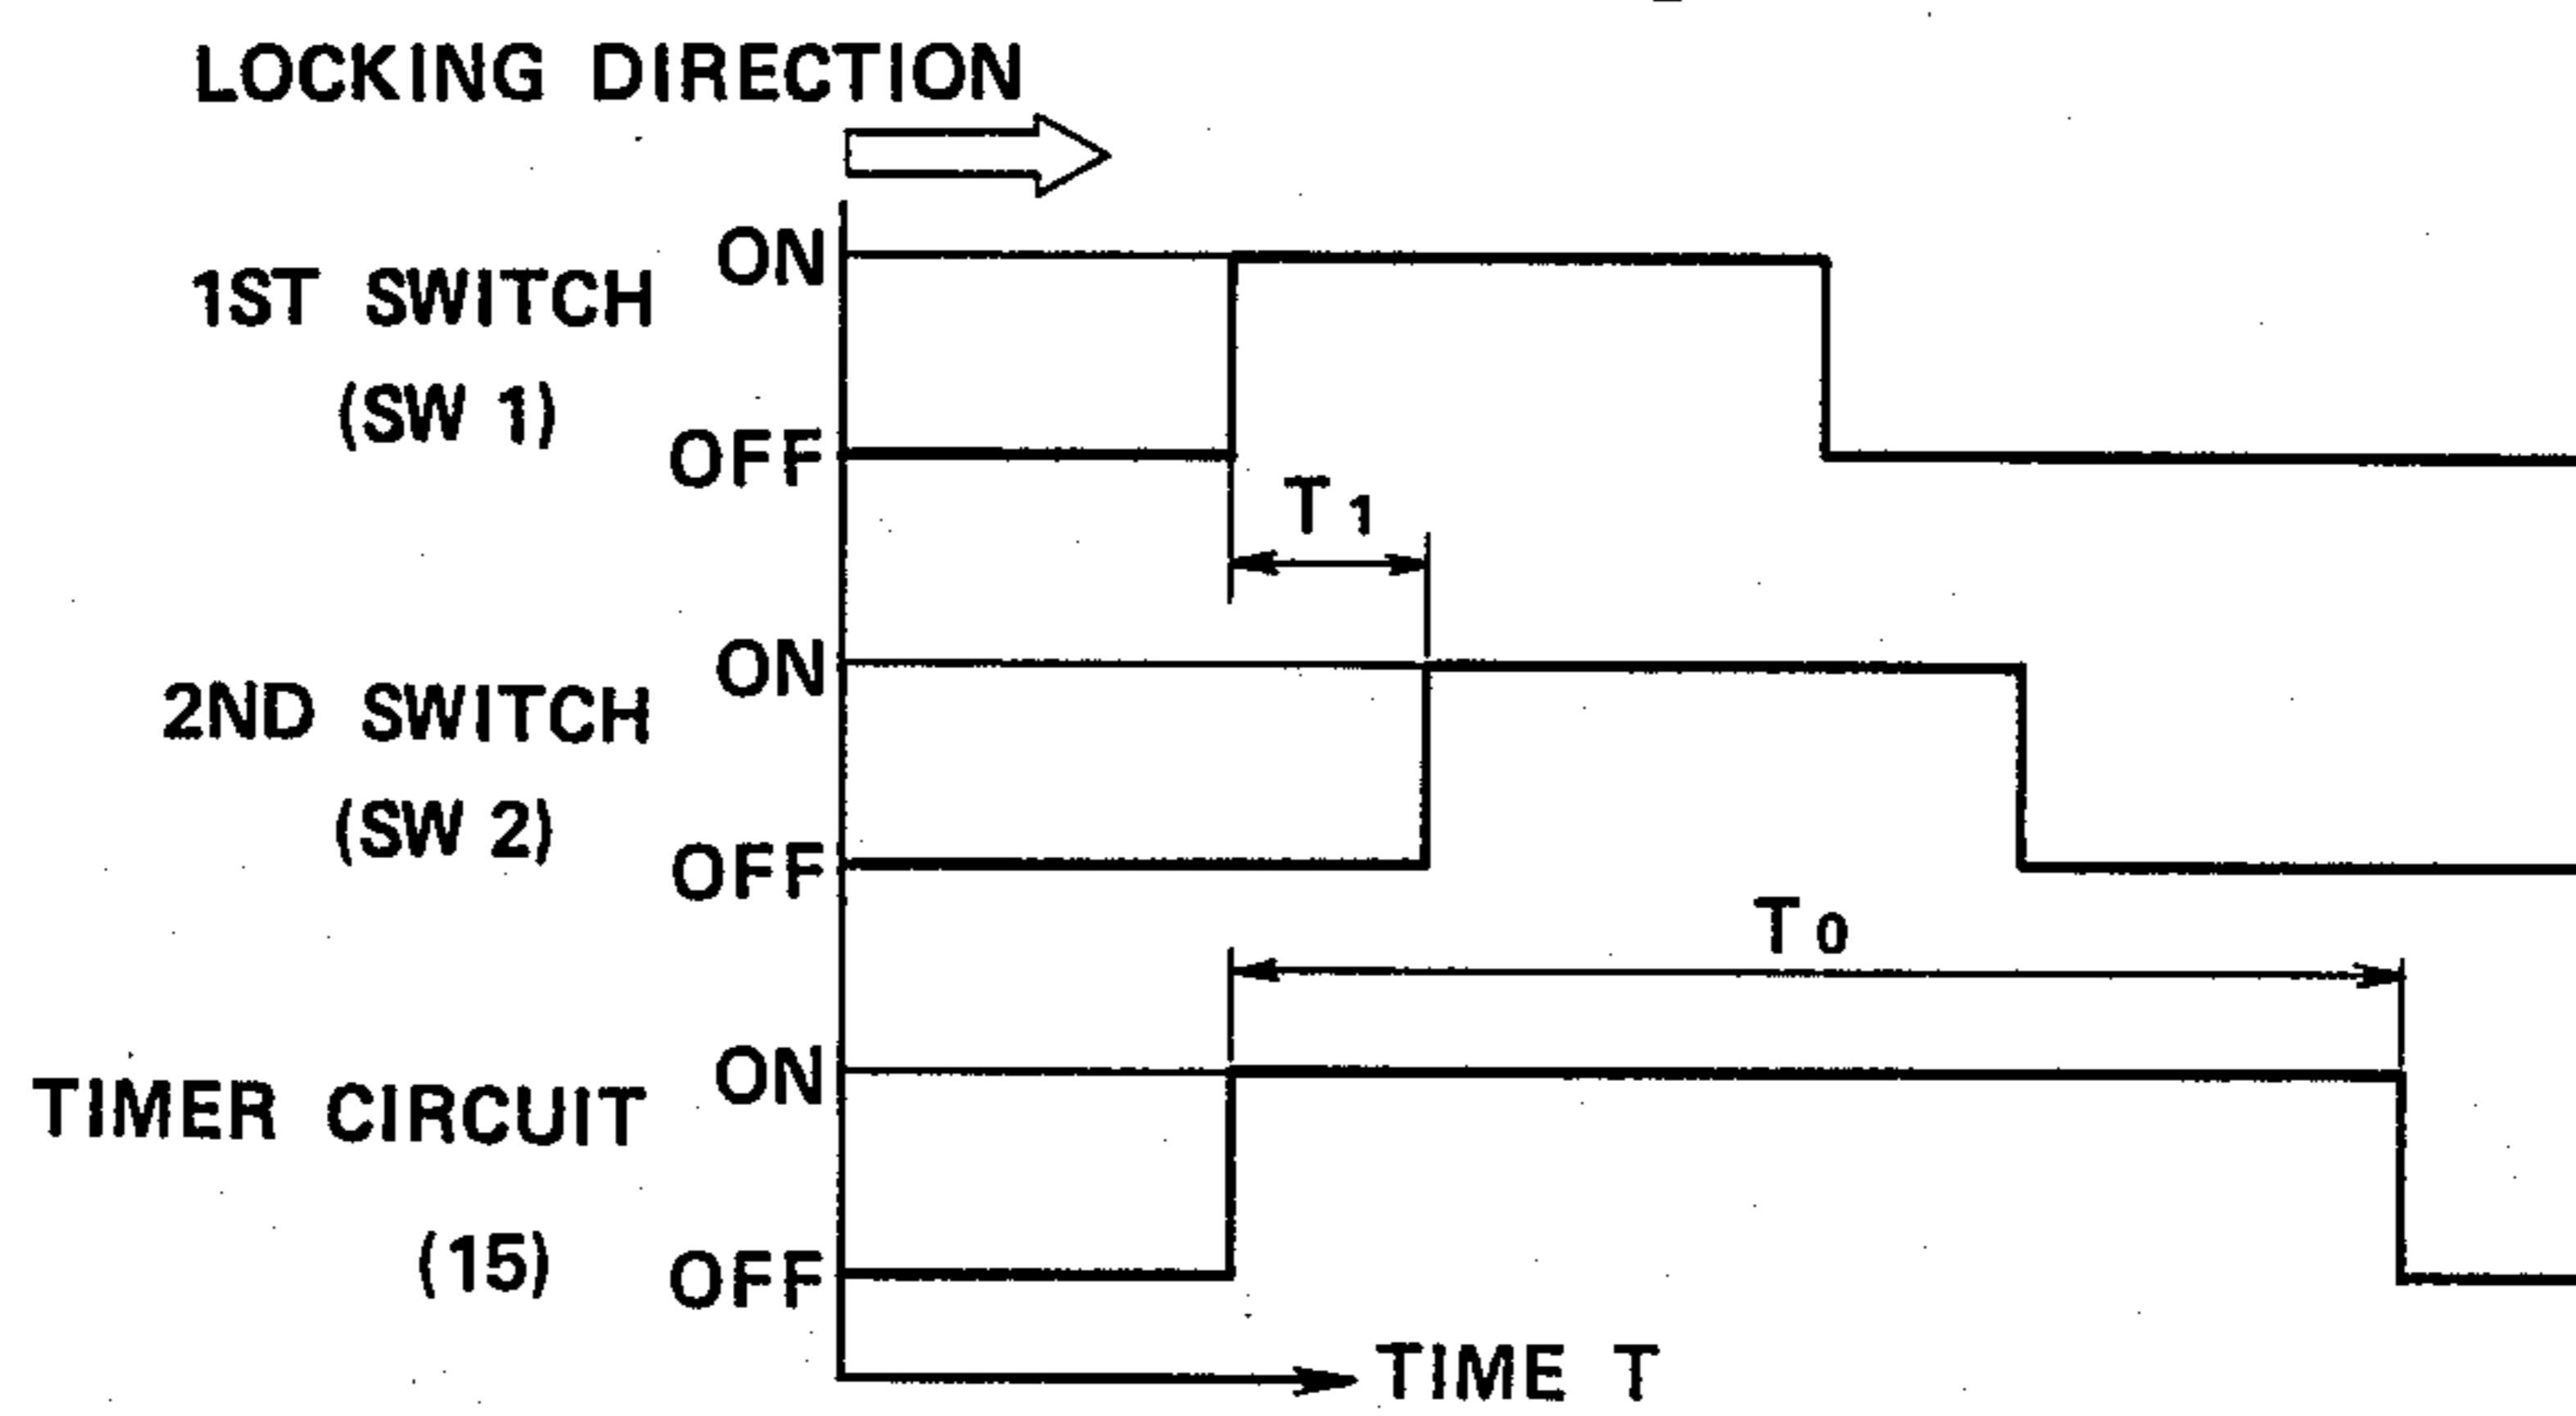 LOCKING DIRECTION
ON
1ST SWITCH
(SW 1)
OFF
T1
ON
2ND SWITCH
(SW 2)
OFF
T0
ON
TIMER CIRCUIT
(15)
OFF
TIME T